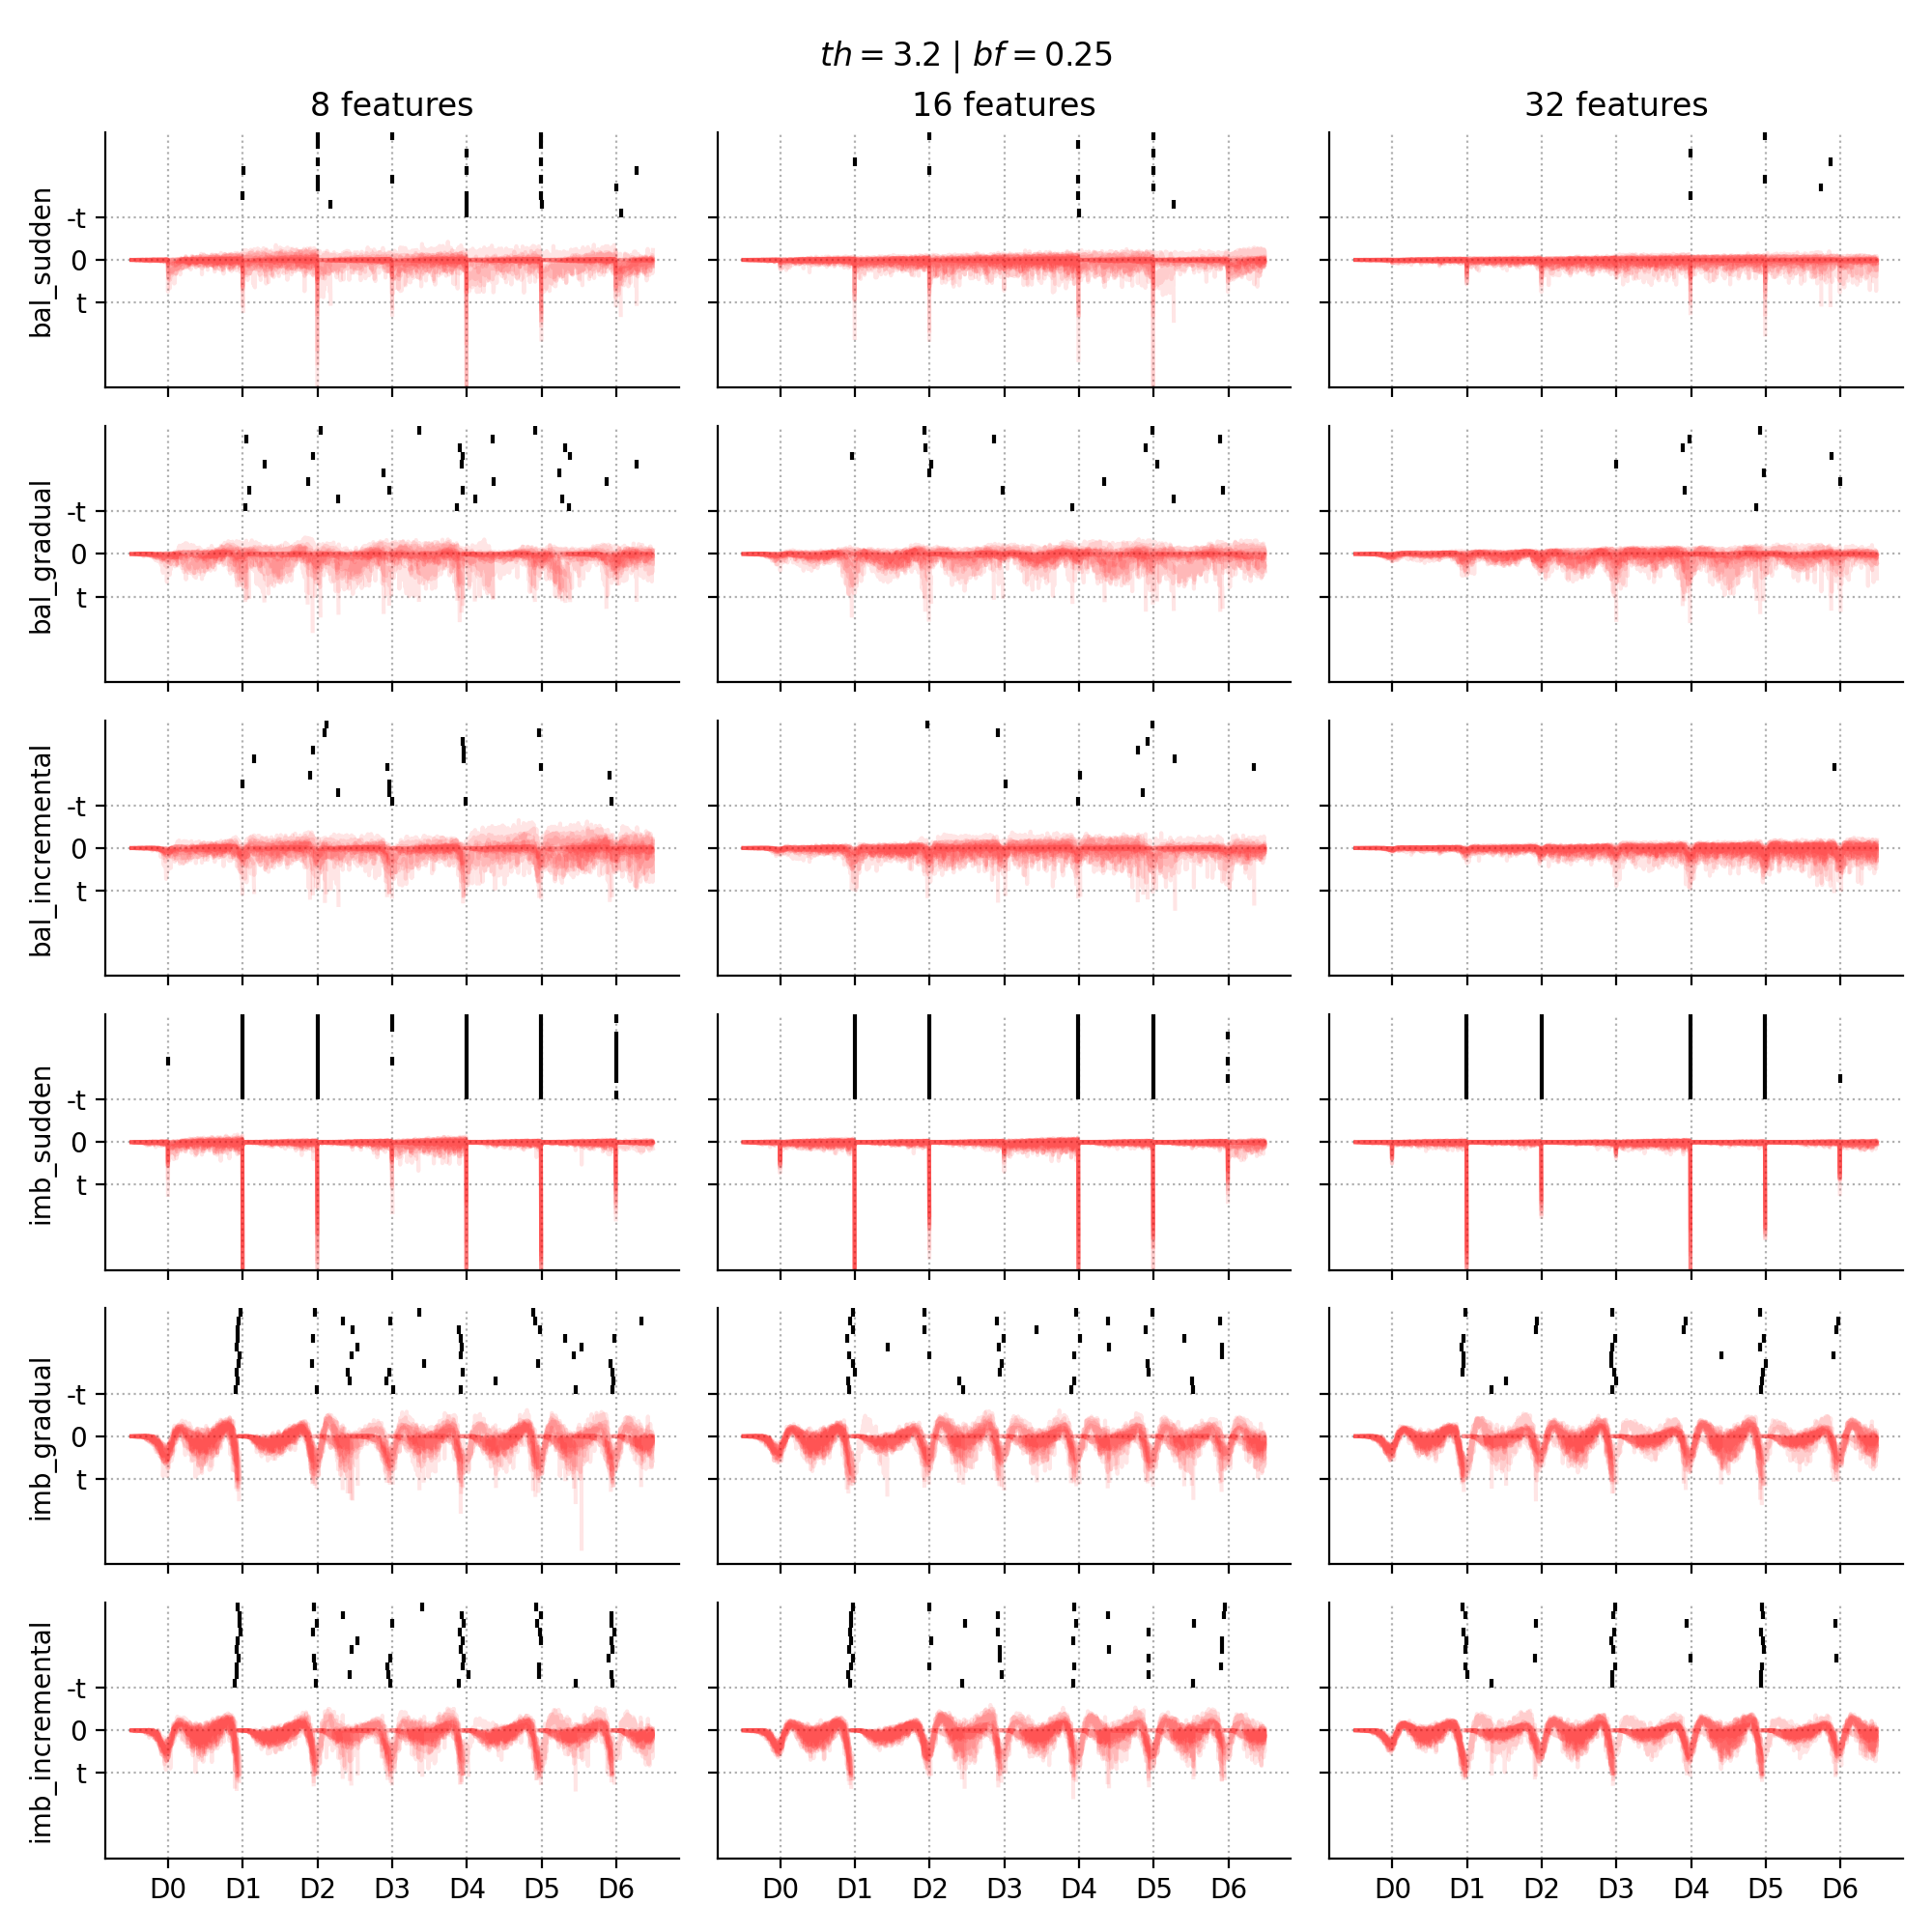 th = 3.2 | bf = 0.25
8 features 16 features 32 features
bal_sudden
-t
0
t
bal_gradual
-t
0
t
bal_incremental
-t
0
t
imb_sudden
-t
0
t
imb_gradual
-t
0
t
imb_incremental
-t
0
t
D0 D1 D2 D3 D4 D5 D6 D0 D1 D2 D3 D4 D5 D6 D0 D1 D2 D3 D4 D5 D6